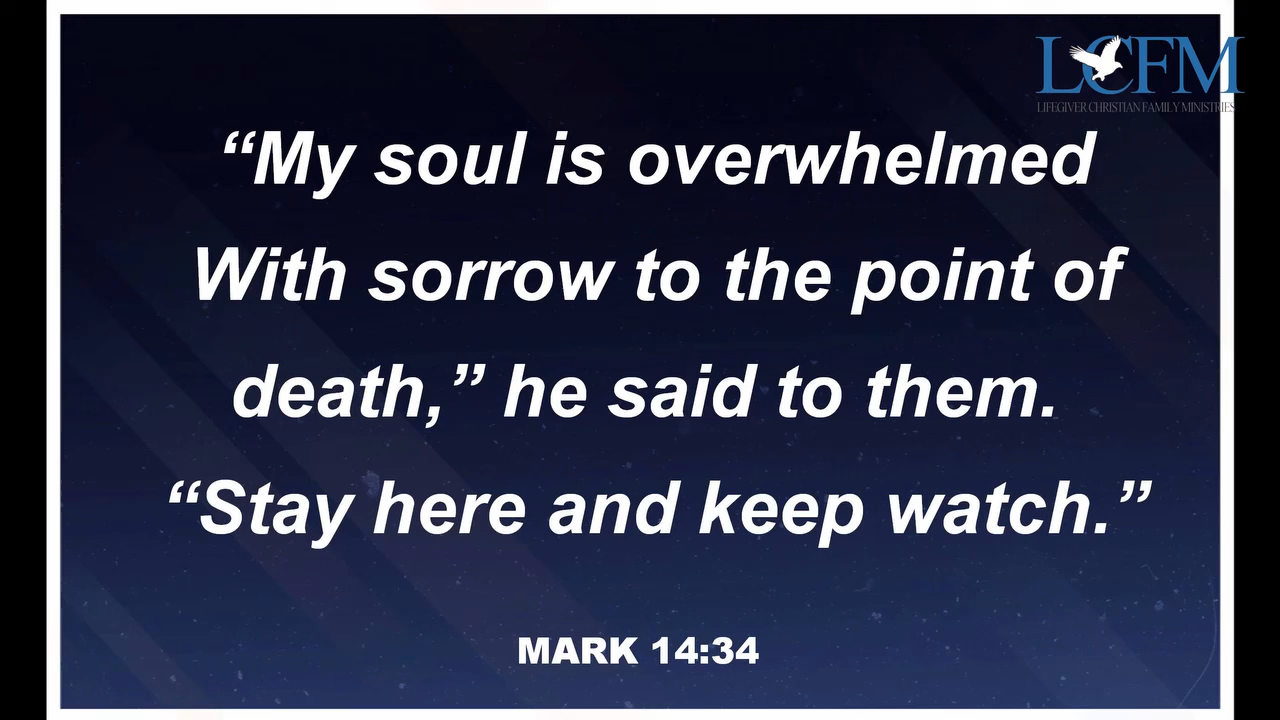 LCFM
LIFEGIVER CHRISTIAN FAMILY MINISTRIES
“My soul is overwhelmed
With sorrow to the point of
death,” he said to them.
“Stay here and keep watch.”
MARK 14:34